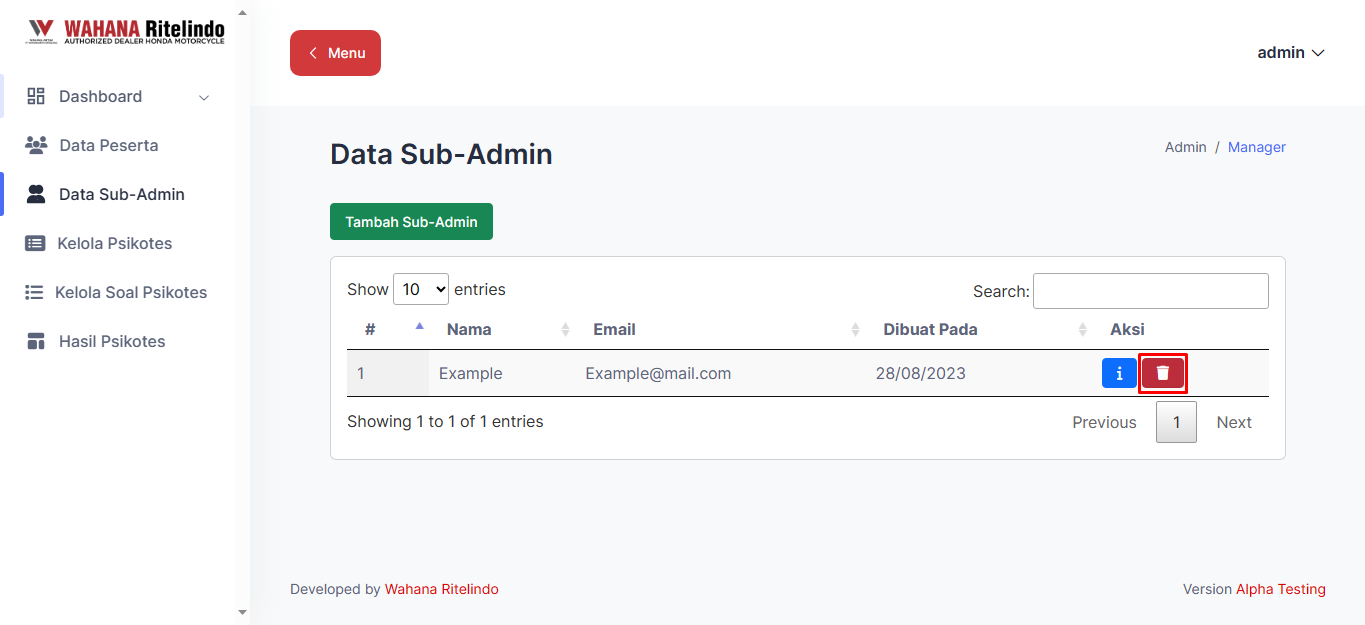 WAHANA Ritelindo
AUTHORIZED DEALER HONDA MOTORCYCLE
Dashboard
Data Peserta
Data Sub-Admin
Kelola Psikotes
Kelola Soal Psikotes
Hasil Psikotes
Menu
admin
Data Sub-Admin
Admin / Manager
Tambah Sub-Admin
Show 10 entries
Search:
# Nama Email Dibuat Pada Aksi
1 Example Example@mail.com 28/08/2023
Showing 1 to 1 of 1 entries
Previous 1 Next
Developed by Wahana Ritelindo
Version Alpha Testing